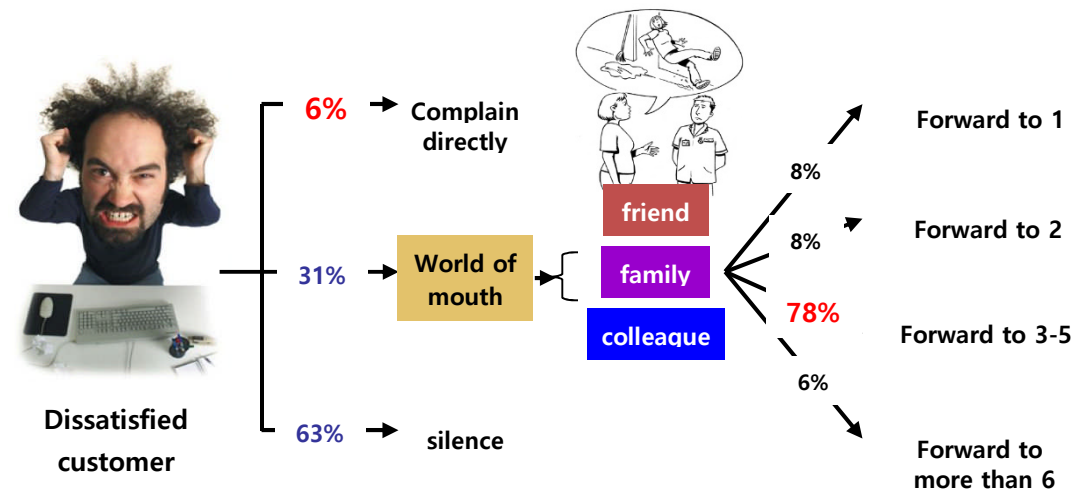 6%
Complain
directly
31%
World of
mouth
63%
silence
Dissatisfied
customer
friend
family
colleague
8%
Forward to 1
8%
Forward to 2
78%
Forward to 3-5
6%
Forward to
more than 6